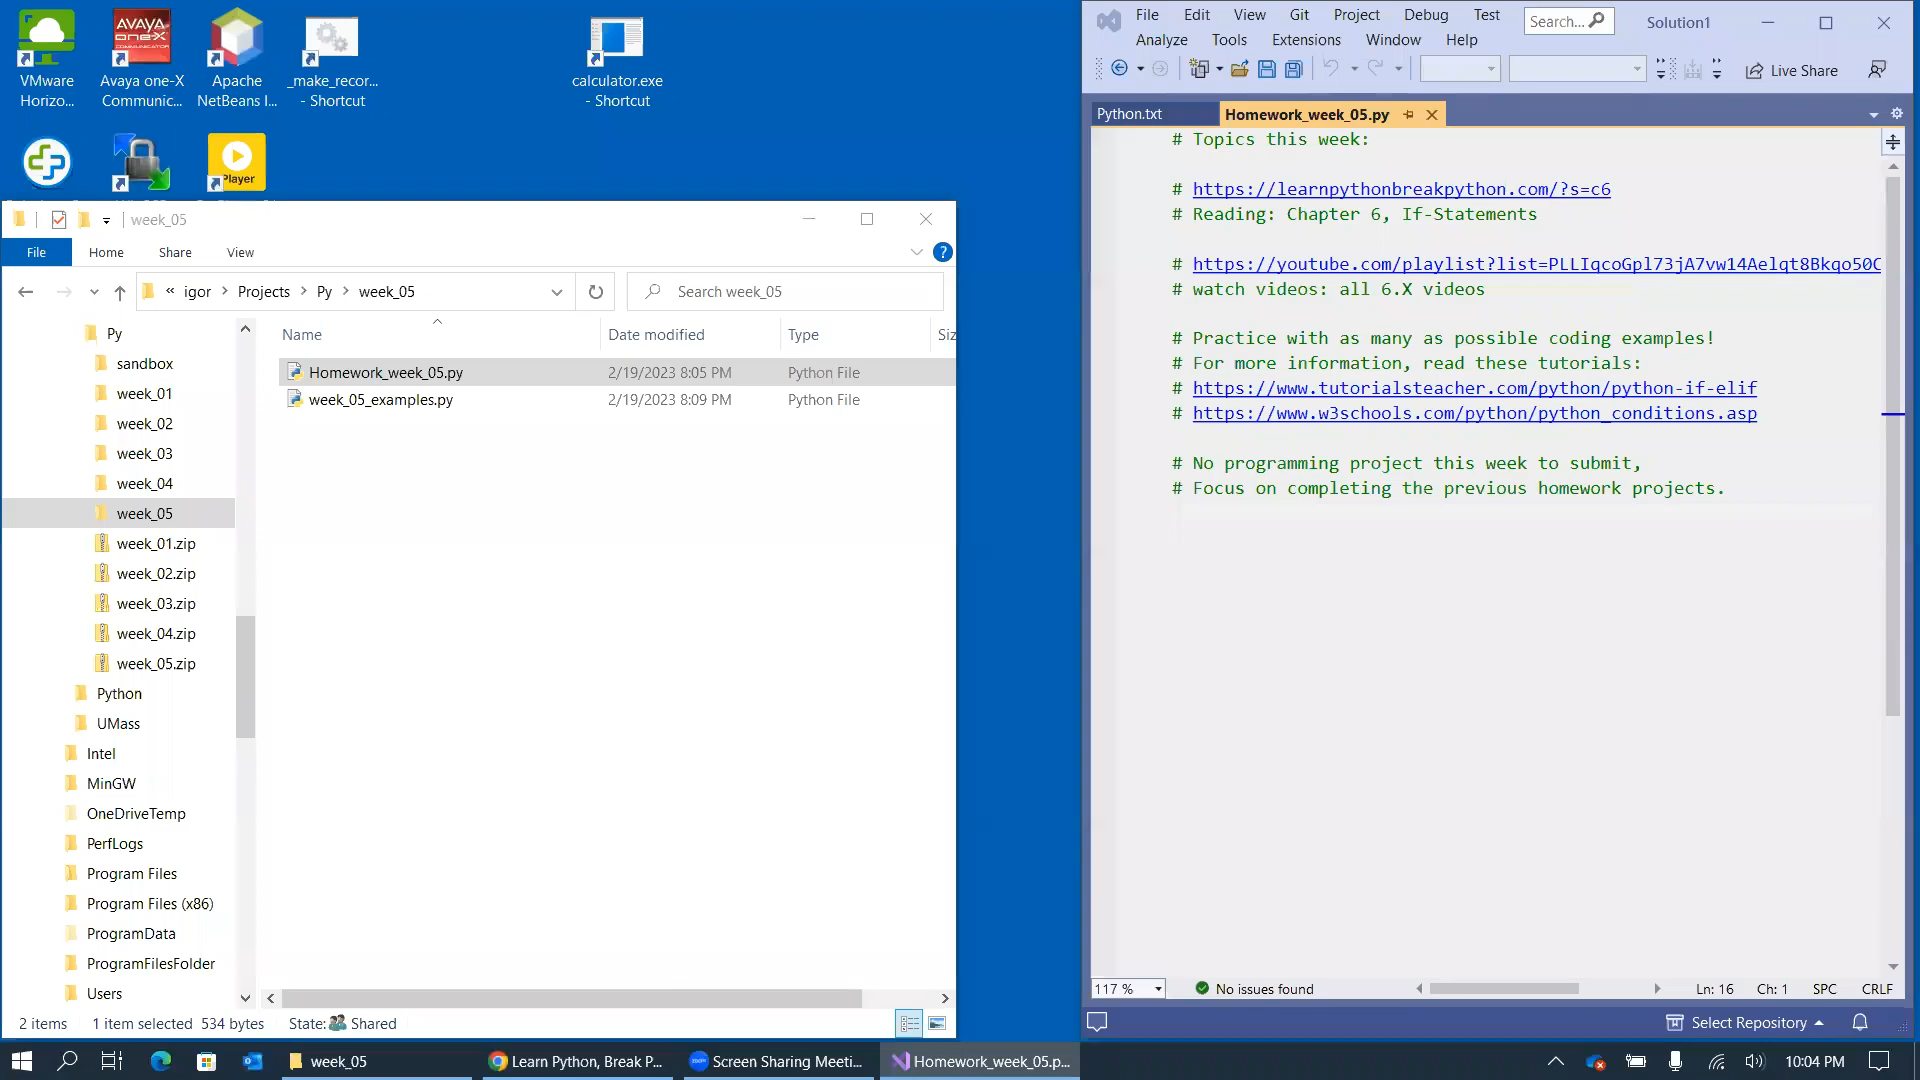 VMware
Horizo...
AVAYA
one-X
COMMUNICATOR
Avaya one-X
Communic...
Apache
NetBeans I...
_make_recor...
- Shortcut
calculator.exe
- Shortcut
Player
week_05
File
Home
Share
View
igor
Projects
Py
week_05
Search week_05
Py
sandbox
week_01
week_02
week_03
week_04
week_05
week_01.zip
week_02.zip
week_03.zip
week_04.zip
week_05.zip
Python
UMass
Intel
MinGW
OneDriveTemp
PerfLogs
Program Files
Program Files (x86)
ProgramData
ProgramFilesFolder
Users
Name
Date modified
Type
Siz
Homework_week_05.py 2/19/2023 8:05 PM Python File
week_05_examples.py 2/19/2023 8:09 PM Python File
2 items 1 item selected 534 bytes State: Shared
File Edit View Git Project Debug Test
Search...
Solution1
Analyze Tools Extensions Window Help
Live Share
Python.txt
Homework_week_05.py
# Topics this week:
# https://learnpythonbreakpython.com/?s=c6
# Reading: Chapter 6, If-Statements
# https://youtube.com/playlist?list=PLLIqcoGpl73jA7vw14Aelqt8Bkqo50C
# watch videos: all 6.X videos
# Practice with as many as possible coding examples!
# For more information, read these tutorials:
# https://www.tutorialsteacher.com/python/python-if-elif
# https://www.w3schools.com/python/python_conditions.asp
# No programming project this week to submit,
# Focus on completing the previous homework projects.
117 %
No issues found
Ln: 16 Ch: 1 SPC CRLF
Select Repository
week_05
Learn Python, Break P...
zoom
Screen Sharing Meeti...
Homework_week_05.p...
10:04 PM